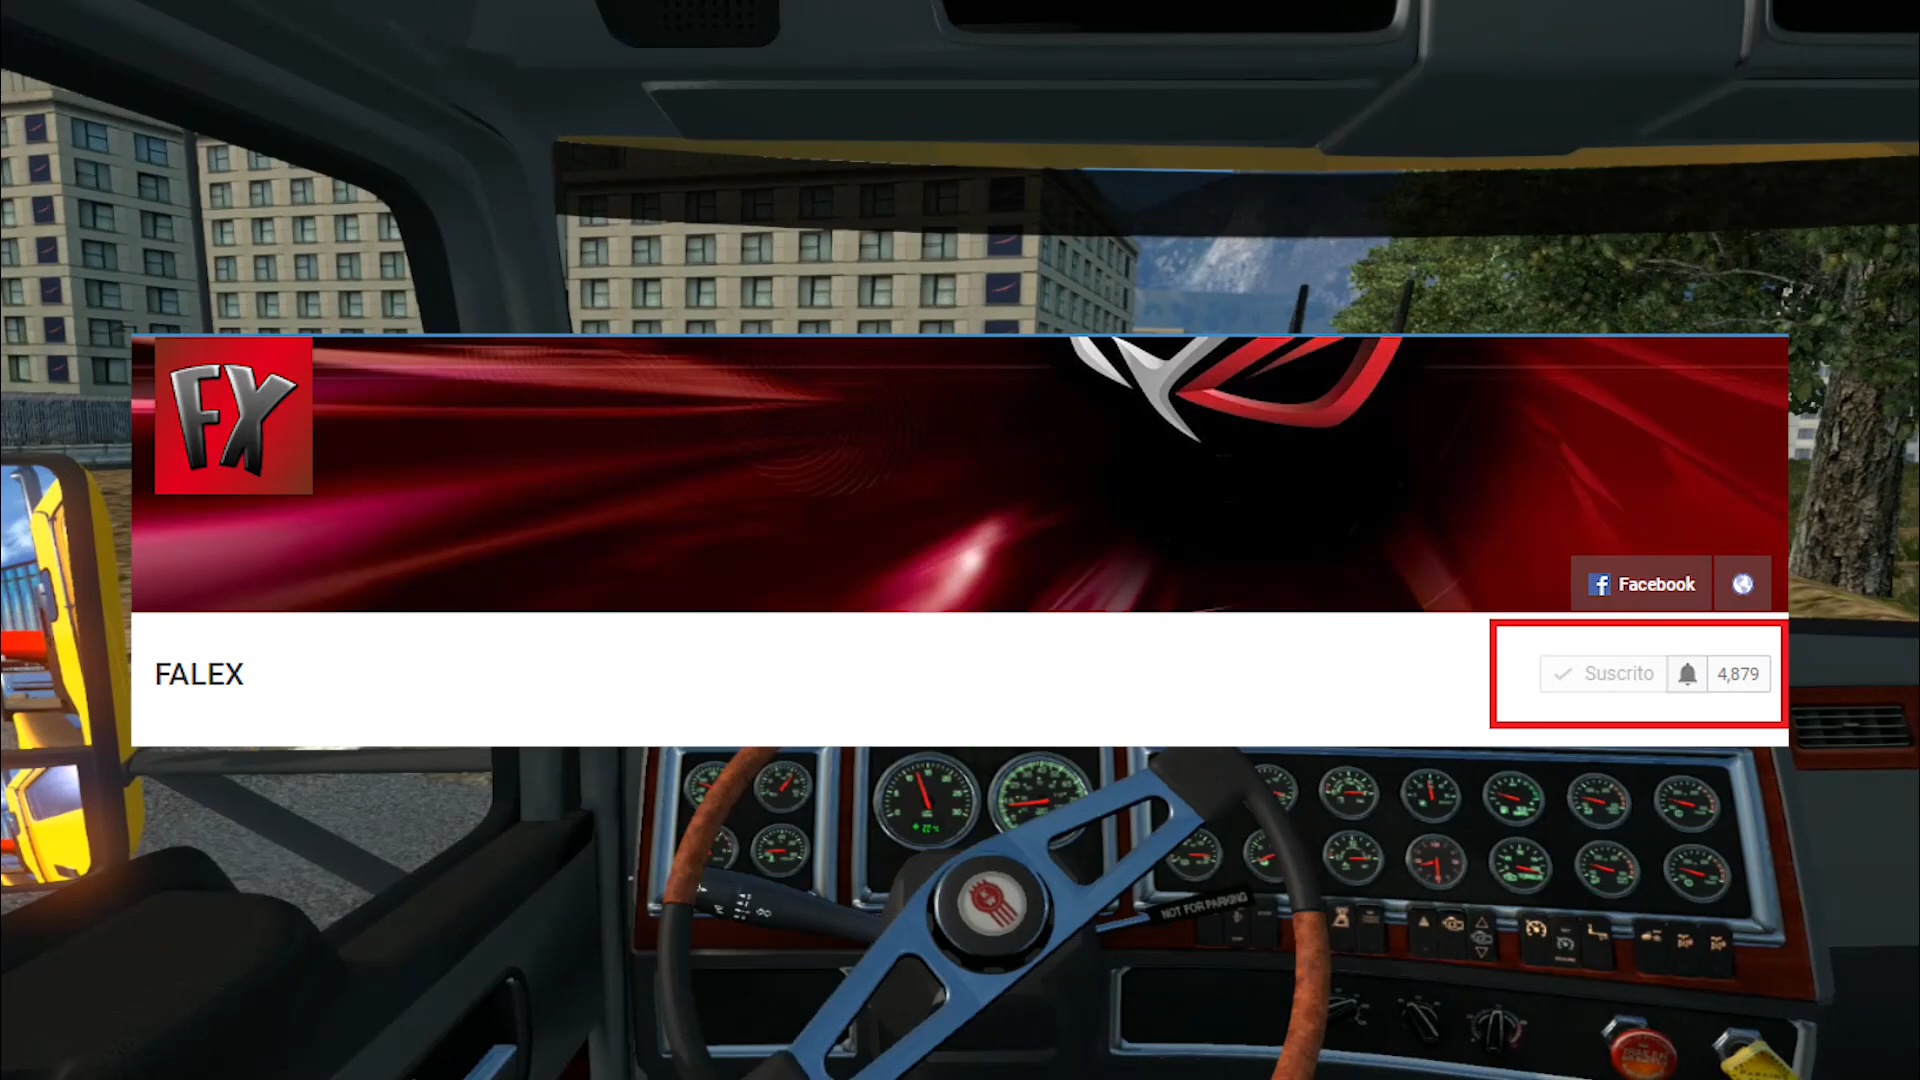 FX
Facebook
FALEX
Suscrito
4,879
NOT FOR PARKING